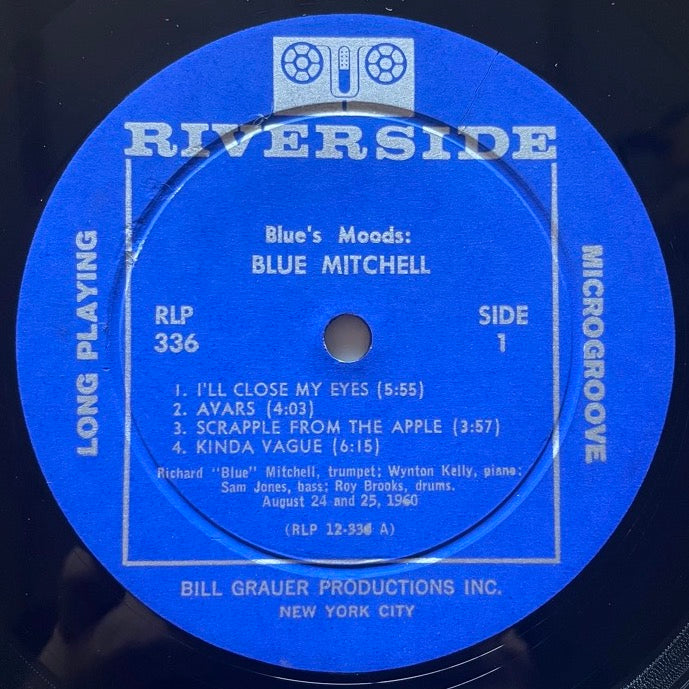 RIVERSIDE
Blue's Moods:
BLUE MITCHELL
LONG PLAYING
MICROGROOVE
RLP
336
SIDE
1
1. I'LL CLOSE MY EYES (5:55)
2. AVARS (4:03)
3. SCRAPPLE FROM THE APPLE (3:57)
4. KINDA VAGUE (6:15)
Richard "Blue" Mitchell, trumpet; Wynton Kelly, piano;
Sam Jones, bass; Roy Brooks, drums.
August 24 and 25, 1960
(RLP 12-336 A)
BILL GRAUER PRODUCTIONS INC.
NEW YORK CITY